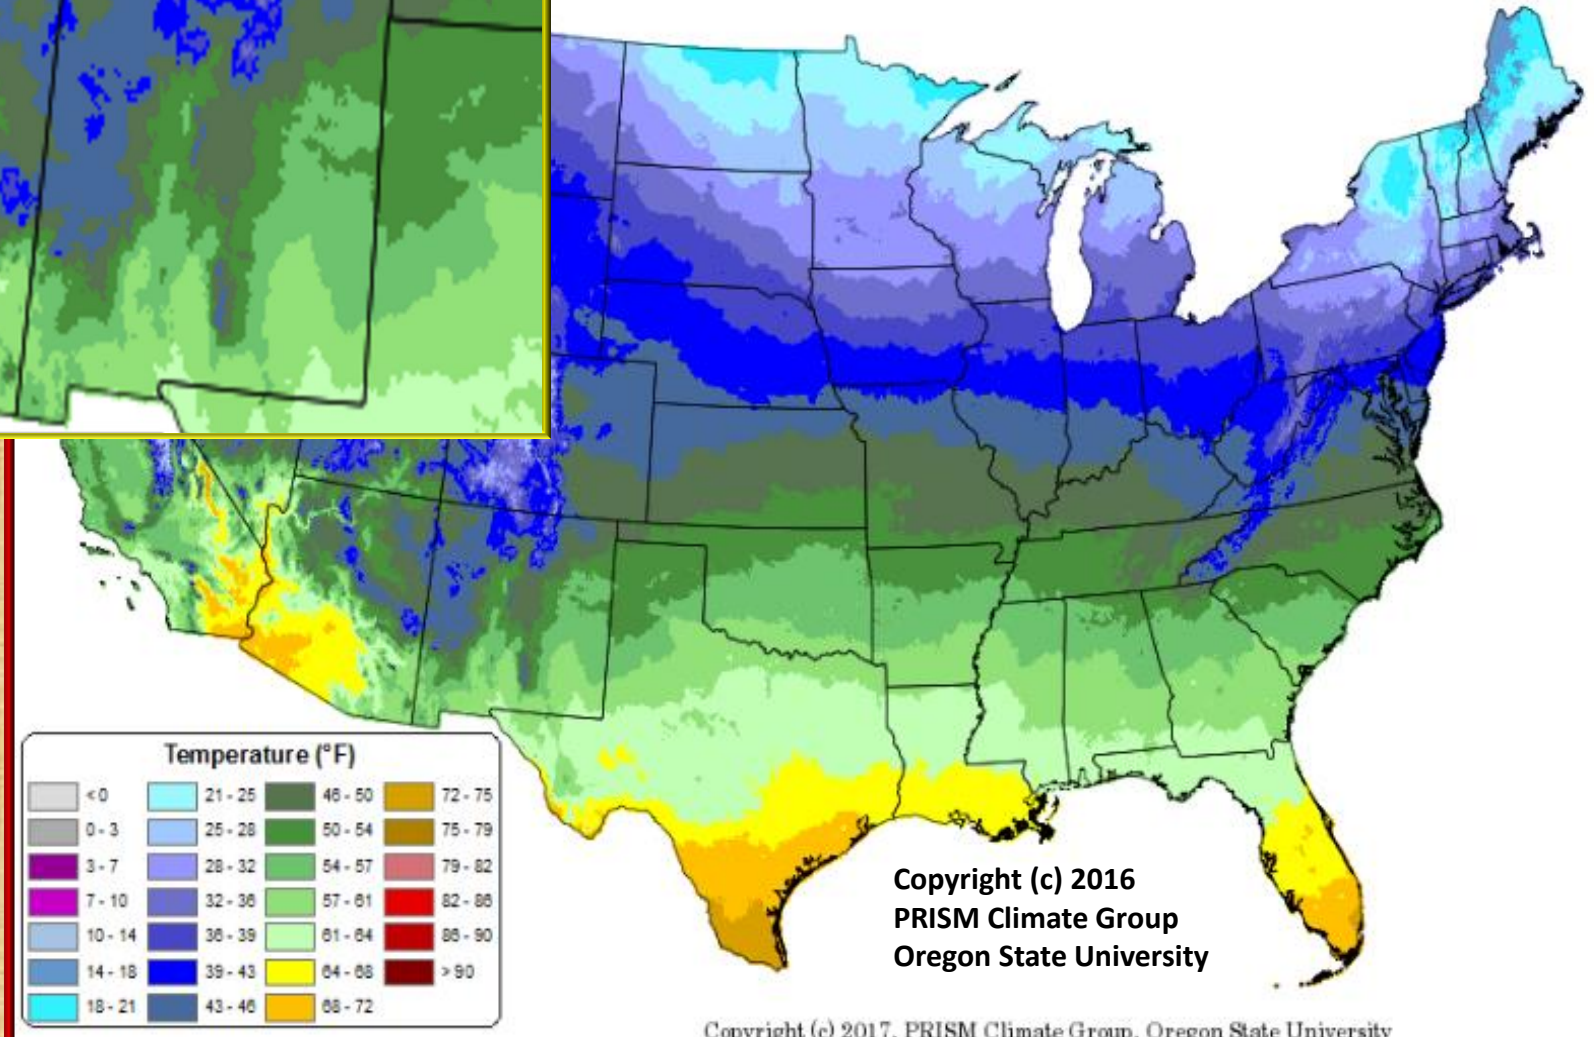 Temperature (°F)
< 0
0 - 3
3 - 7
7 - 10
10 - 14
14 - 18
18 - 21
21 - 25
25 - 28
28 - 32
32 - 36
36 - 39
39 - 43
43 - 46
46 - 50
50 - 54
54 - 57
57 - 61
61 - 64
64 - 68
68 - 72
72 - 75
75 - 79
79 - 82
82 - 86
86 - 90
> 90
Copyright (c) 2016
PRISM Climate Group
Oregon State University
Copyright (c) 2017, PRISM Climate Group, Oregon State University